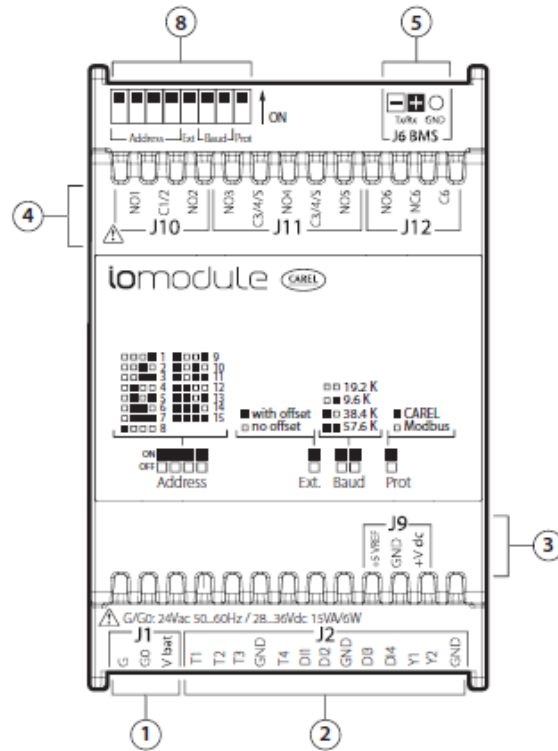 8
5
ON
Address Ext Baud Prot
Tx/Rx GND
J6 BMS
4
NO1 C1/2 NO2 NO3 C3/4/5 NO4 C3/4/5 NO5 NO6 NC6 C6
J10 J11 J12
iomodule CAREL
1 9
2 10
3 11
4 12
5 13
6 14
7 15
8
19.2 K
9.6 K
38.4 K
57.6 K
with offset
no offset
CAREL
Modbus
ON
OFF
Address Ext. Baud Prot
J9
+5 VREF GND +V dc
3
G/G0: 24Vac 50...60Hz / 28...36Vdc 15VA/6W
J1 J2
G G0 V bat T1 T2 T3 GND T4 DI1 DI2 GND DI3 DI4 Y1 Y2 GND
1
2